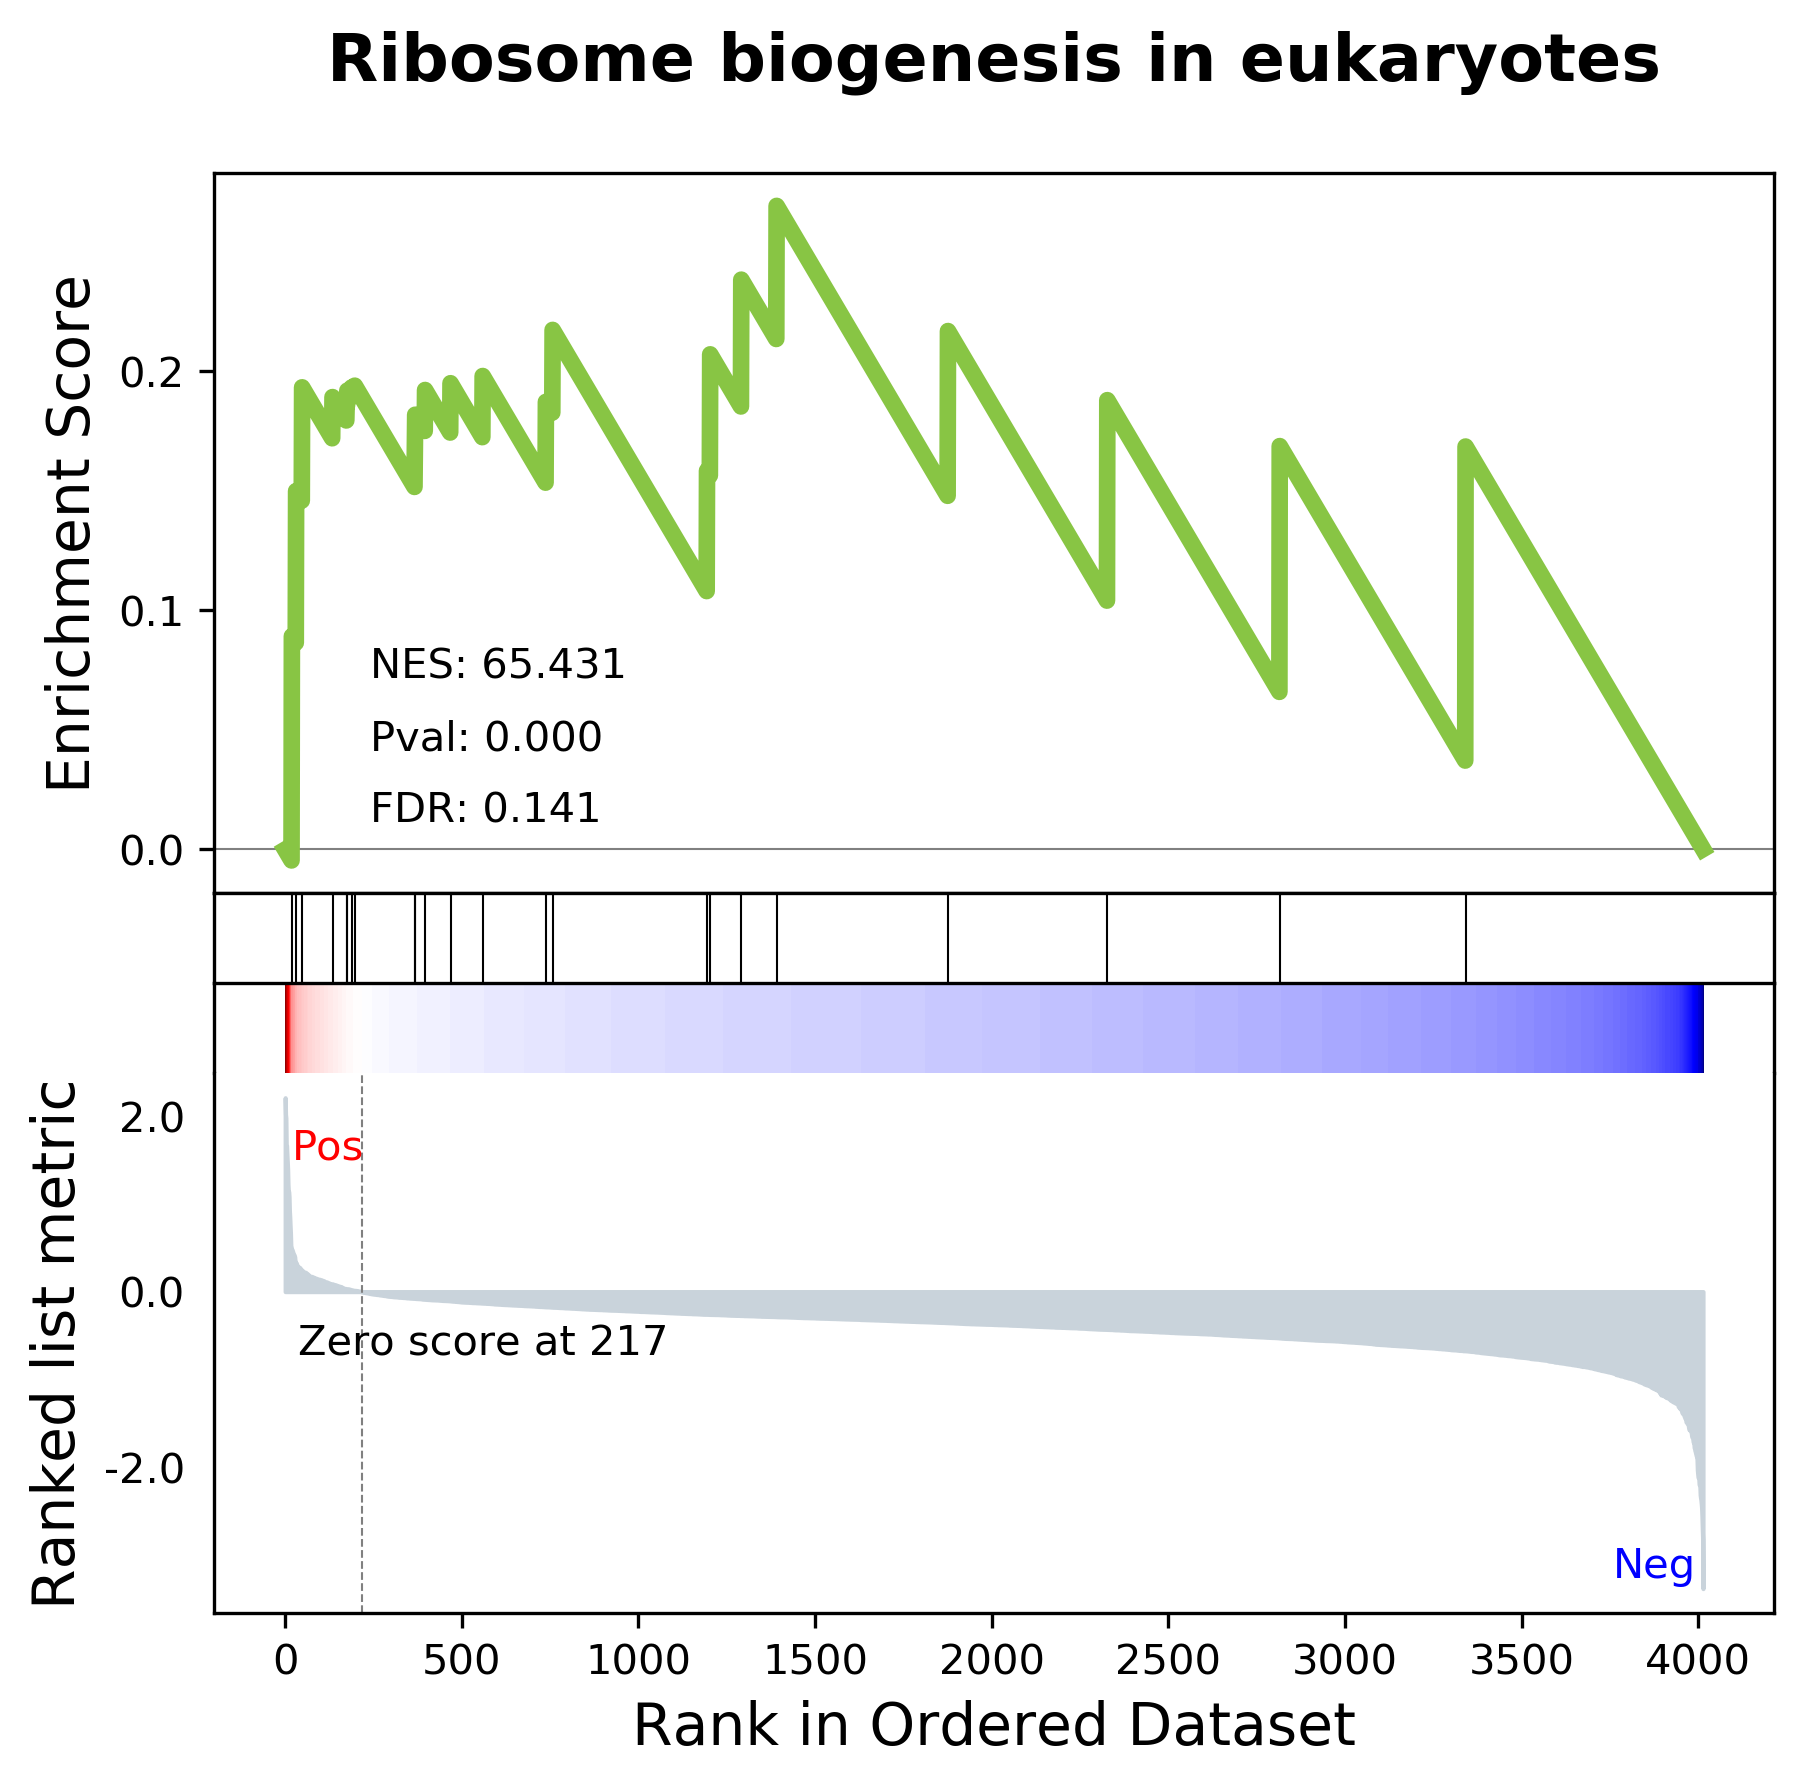 Ribosome biogenesis in eukaryotes
Enrichment Score
0.2
0.1
0.0
NES: 65.431
Pval: 0.000
FDR: 0.141
Ranked list metric
2.0
0.0
-2.0
Pos
Zero score at 217
Neg
0 500 1000 1500 2000 2500 3000 3500 4000
Rank in Ordered Dataset